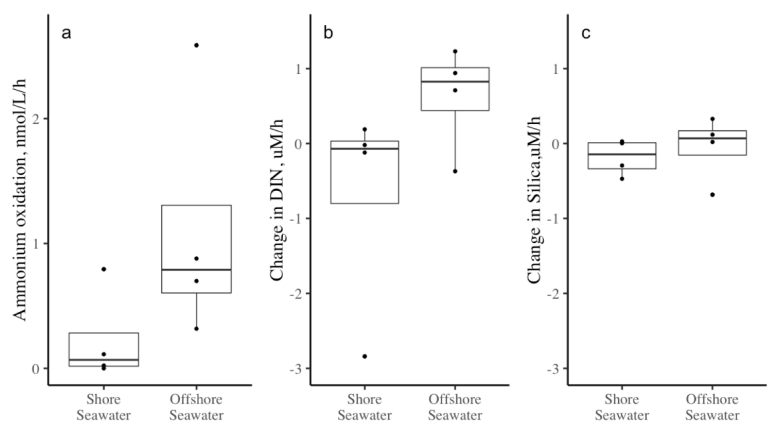 a
Ammonium oxidation, nmol/L/h
2
1
0
Shore
Seawater
Offshore
Seawater
b
Change in DIN, uM/h
1
0
-1
-2
-3
Shore
Seawater
Offshore
Seawater
c
Change in Silica,uM/h
1
0
-1
-2
-3
Shore
Seawater
Offshore
Seawater